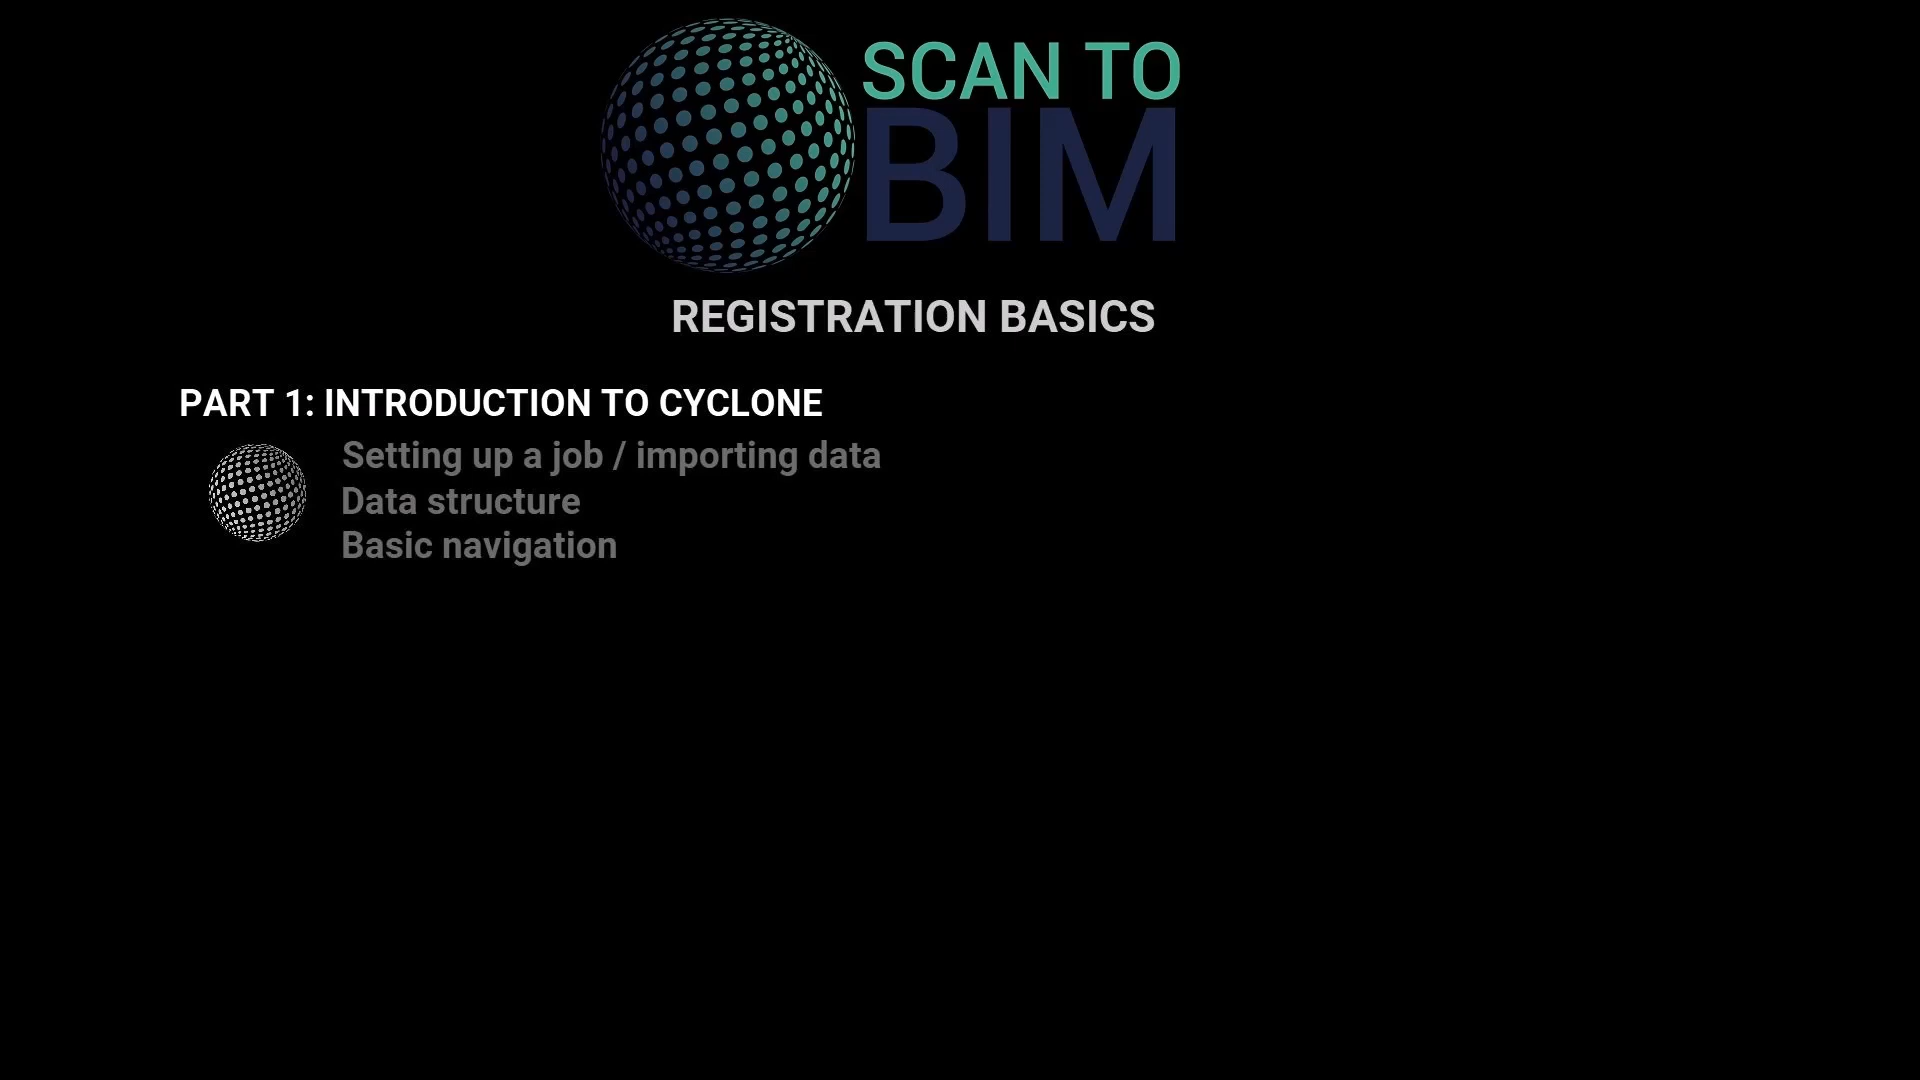 SCAN TO
BIM
REGISTRATION BASICS
PART 1: INTRODUCTION TO CYCLONE
Setting up a job / importing data
Data structure
Basic navigation